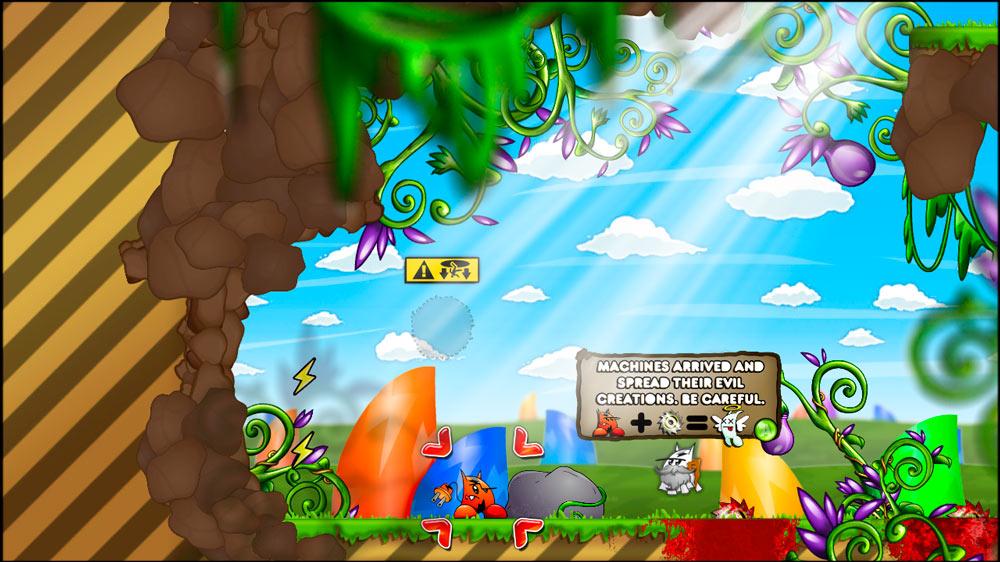 MACHINES ARRIVED AND
SPREAD THEIR EVIL
CREATIONS. BE CAREFUL.
+ =